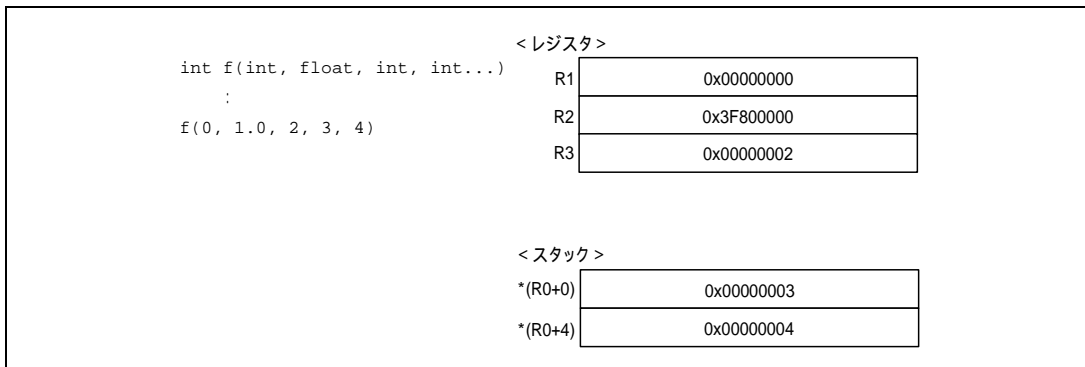 int f(int, float, int, int...)
:
f(0, 1.0, 2, 3, 4)
<レジスタ>
R1 0x00000000
R2 0x3F800000
R3 0x00000002
<スタック>
*(R0+0) 0x00000003
*(R0+4) 0x00000004